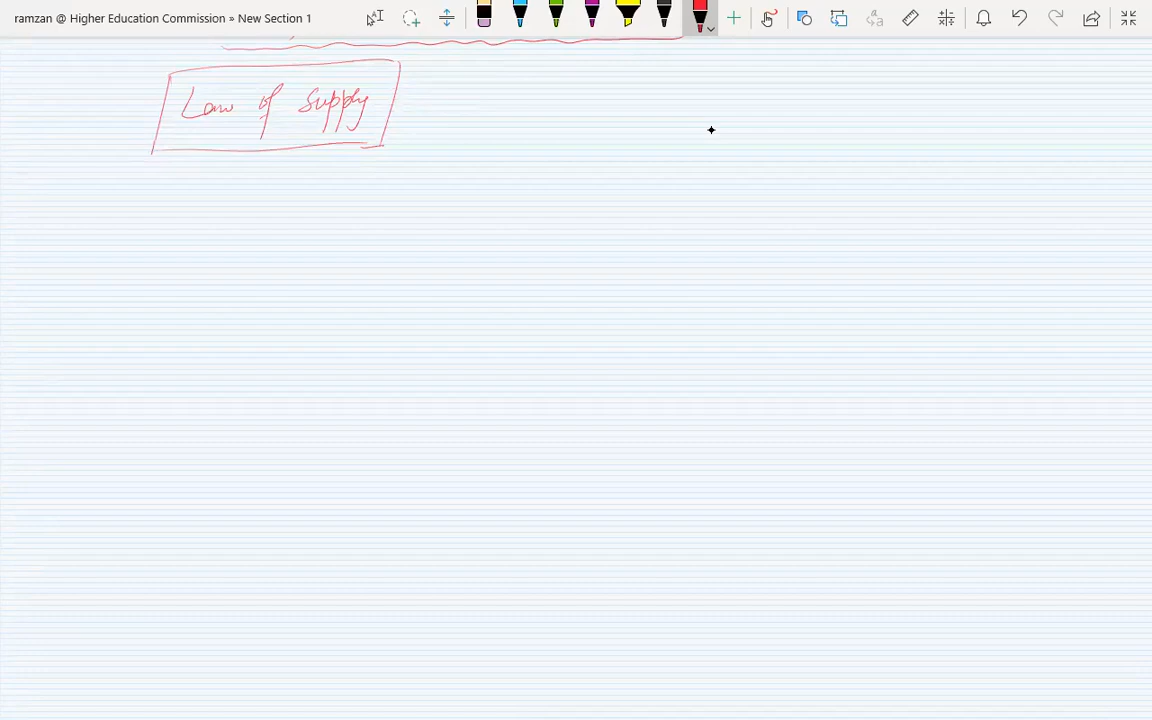 ramzan @ Higher Education Commission » New Section 1
Law of Supply